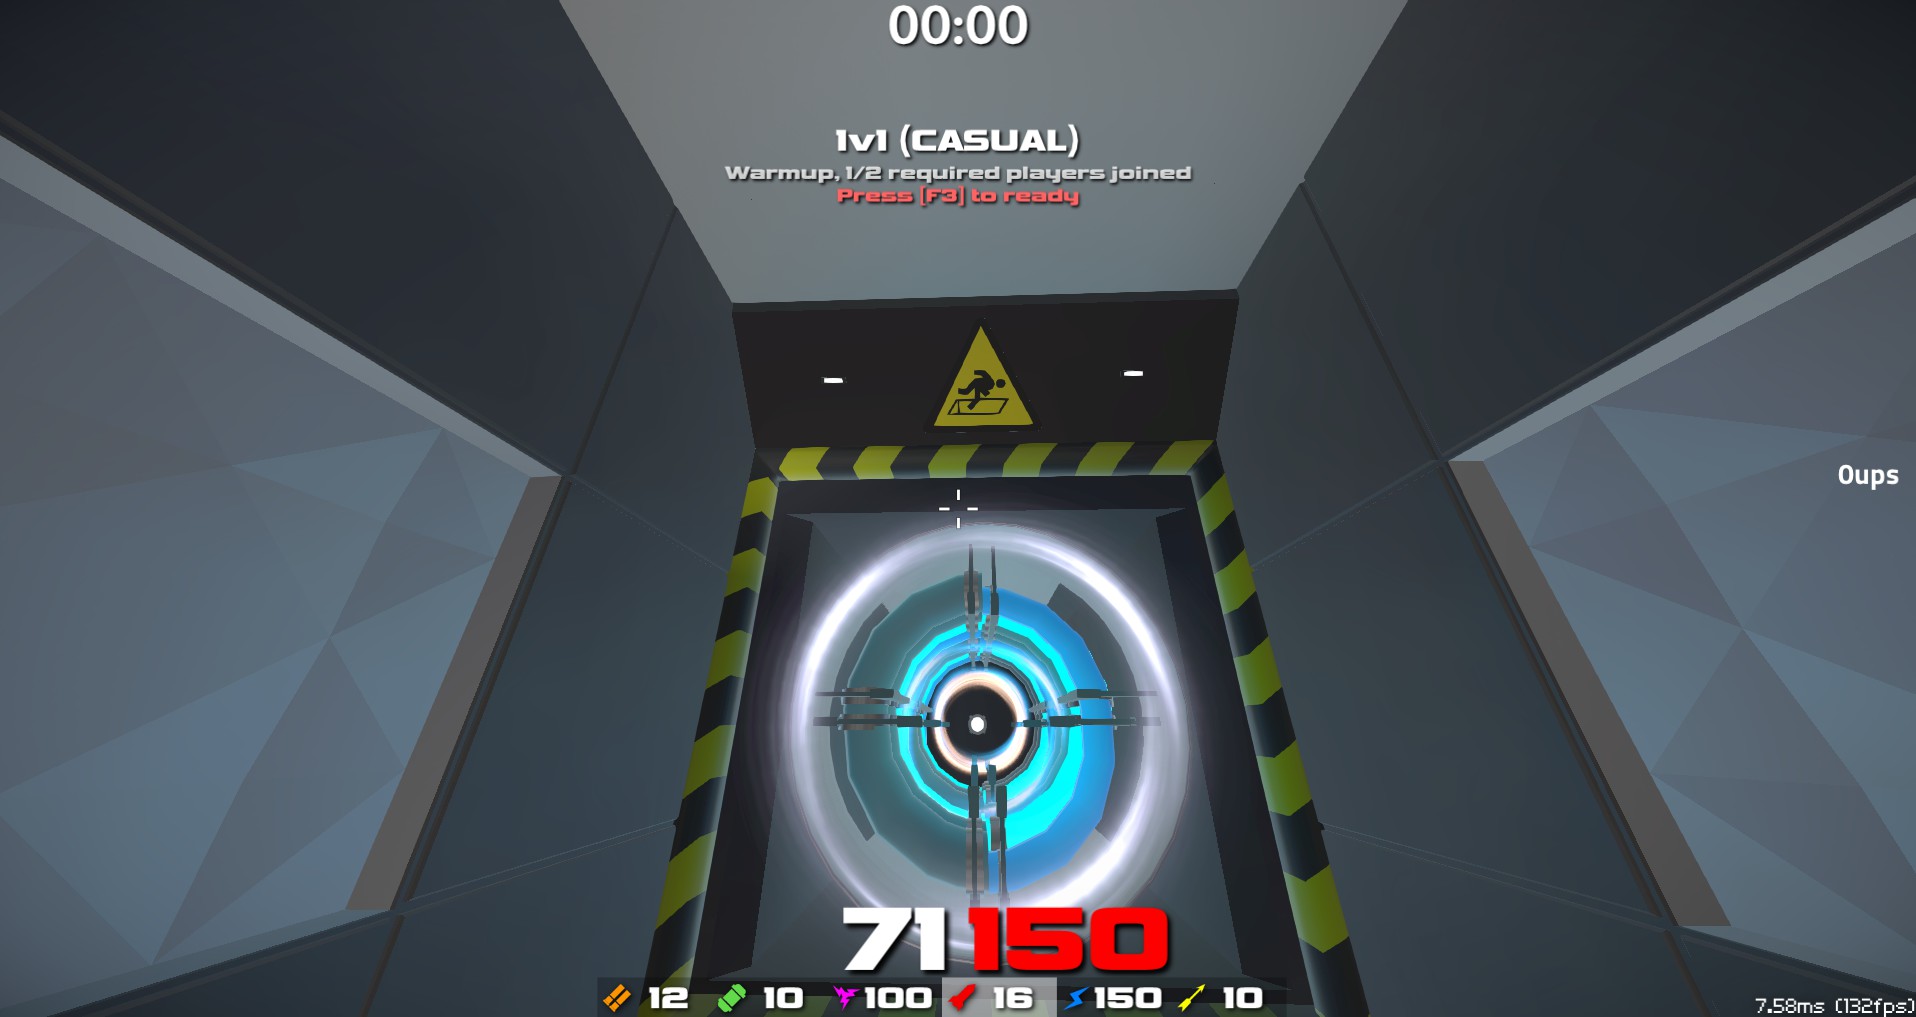 00:00
1v1 (CASUAL)
Warmup, 1/2 required players joined
Press [F3] to ready
Oups
71 150
12 10 100 16 150 10
7.58ms (132fps)